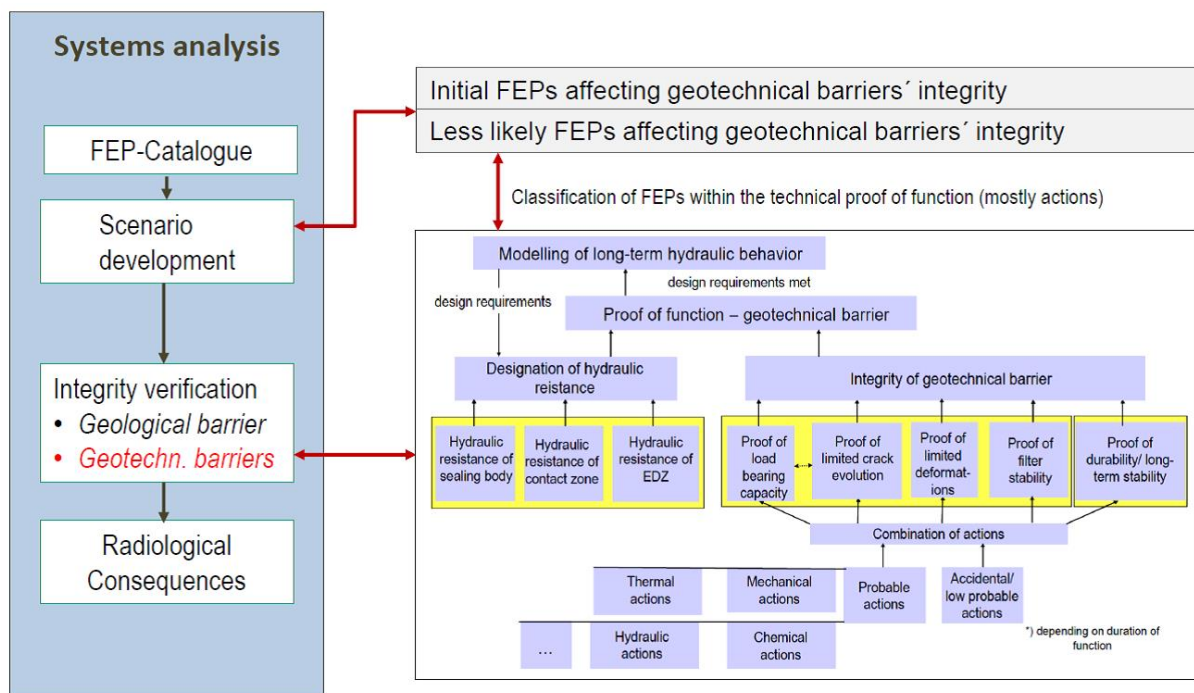 Systems analysis
FEP-Catalogue
Scenario
development
Integrity verification
• Geological barrier
• Geotechn. barriers
Radiological
Consequences
Initial FEPs affecting geotechnical barriers´ integrity
Less likely FEPs affecting geotechnical barriers´ integrity
Classification of FEPs within the technical proof of function (mostly actions)
Modelling of long-term hydraulic behavior
design requirements
design requirements met
Proof of function – geotechnical barrier
Designation of hydraulic
reistance
Integrity of geotechnical barrier
Hydraulic
resistance of
sealing body
Hydraulic
resistance of
contact zone
Hydraulic
resistance of
EDZ
Proof of
load
bearing
capacity
Proof of
limited crack
evolution
Proof of
limited
deformat-
ions
Proof of
filter
stability
Proof of
durability/ long-
term stability
Combination of actions
Thermal
actions
Mechanical
actions
Probable
actions
Accidental/
low probable
actions
...
Hydraulic
actions
Chemical
actions
*) depending on duration of
function